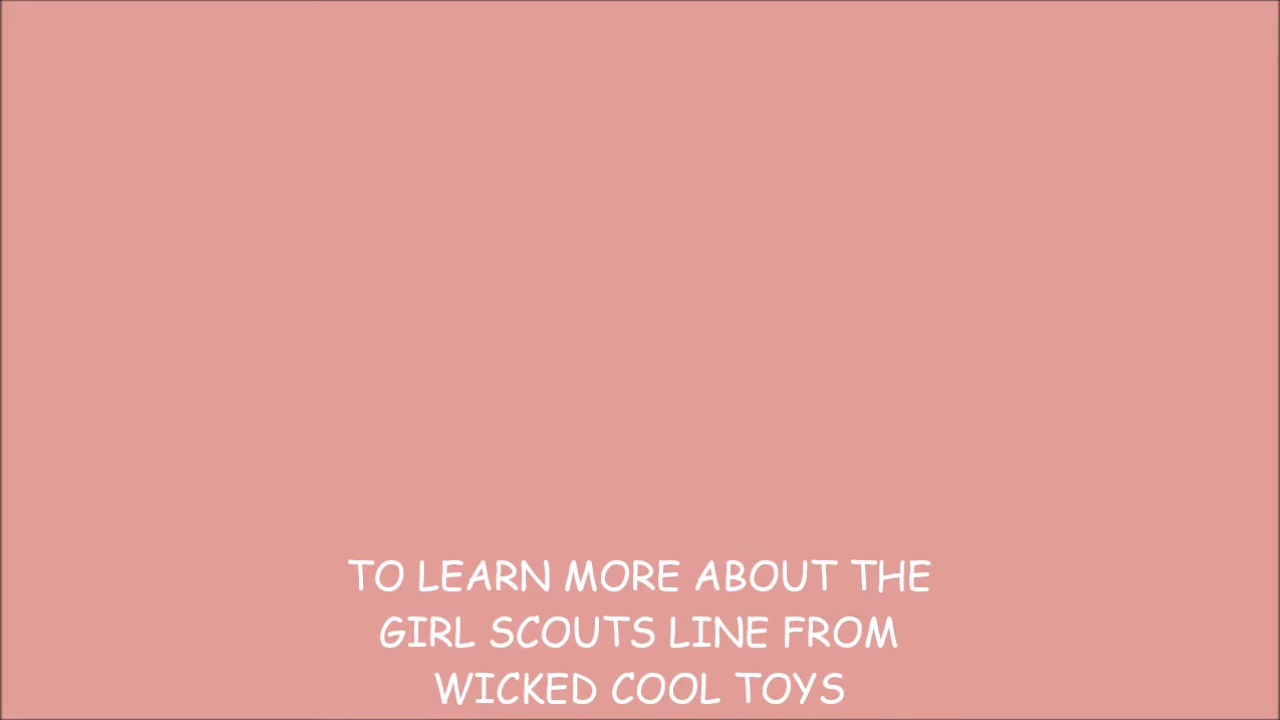 TO LEARN MORE ABOUT THE
GIRL SCOUTS LINE FROM
WICKED COOL TOYS